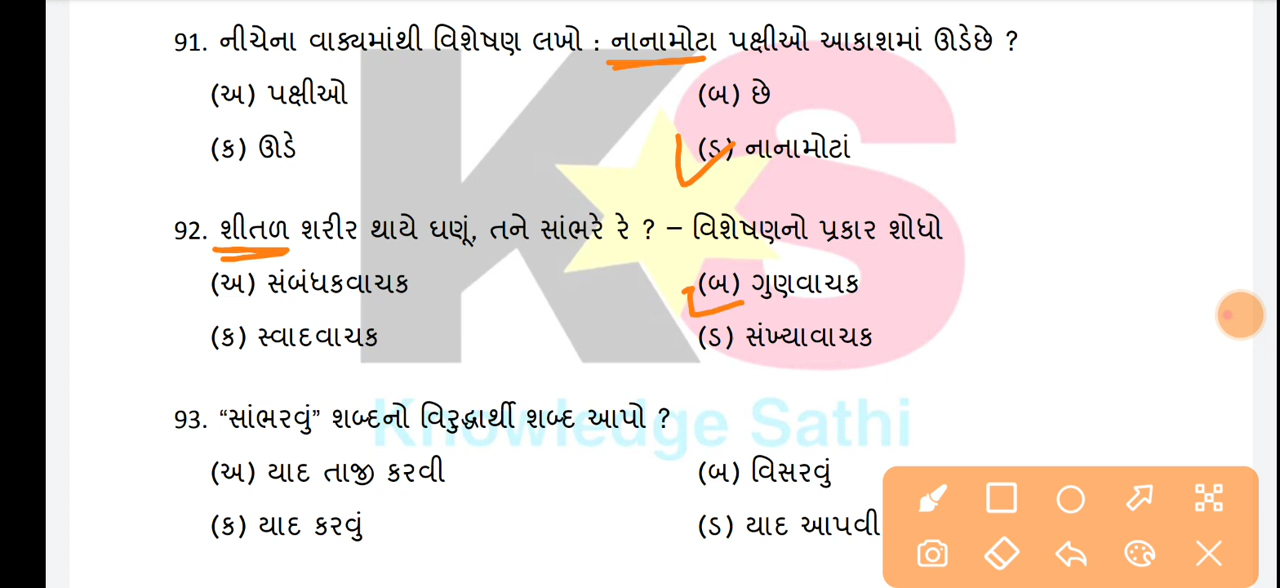 91. નીચેના વાક્યમાંથી વિશેષણ લખો : નાનામોટા પક્ષીઓ આકાશમાં ઊડેછે ?
(અ) પક્ષીઓ (બ) છે
(ક) ઊડે (ડ) નાનામોટાં
92. શીતળ શરીર થાયે ઘણૂં, તને સાંભરે રે ? – વિશેષણનો પ્રકાર શોધો
(અ) સંબંધકવાચક (બ) ગુણવાચક
(ક) સ્વાદવાચક (ડ) સંખ્યાવાચક
93. “સાંભરવું” શબ્દનો વિરુદ્ધાર્થી શબ્દ આપો ?
(અ) યાદ તાજી કરવી (બ) વિસરવું
(ક) યાદ કરવું (ડ) યાદ આપવી
KS
Knowledge Sathi